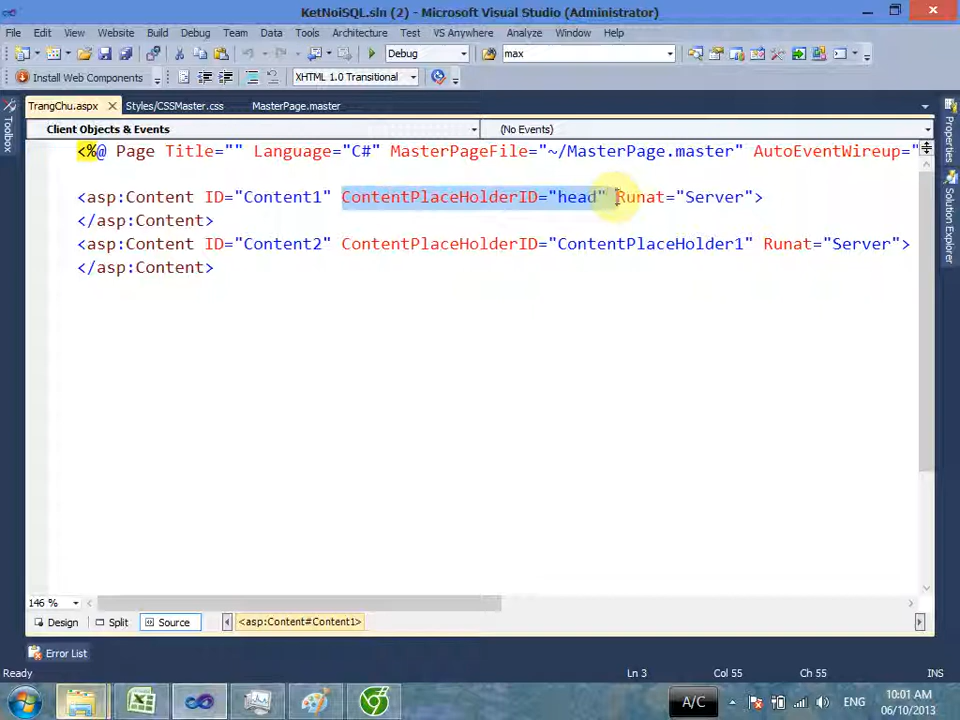 KetNoiSQL.sln (2) - Microsoft Visual Studio (Administrator)
File Edit View Website Build Debug Team Data Tools Architecture Test VS Anywhere Analyze Window Help
Debug max
Install Web Components XHTML 1.0 Transitional
TrangChu.aspx Styles/CSSMaster.css MasterPage.master
Client Objects & Events (No Events)
<%@ Page Title="" Language="C#" MasterPageFile="~/MasterPage.master" AutoEventWireup="
<asp:Content ID="Content1" ContentPlaceHolderID="head" Runat="Server">
</asp:Content>
<asp:Content ID="Content2" ContentPlaceHolderID="ContentPlaceHolder1" Runat="Server">
</asp:Content>
Toolbox
Properties
Solution Explorer
146 %
Design Split Source <asp:Content#Content1>
Error List
Ready Ln 3 Col 55 Ch 55 INS
A/C ENG 10:01 AM
06/10/2013